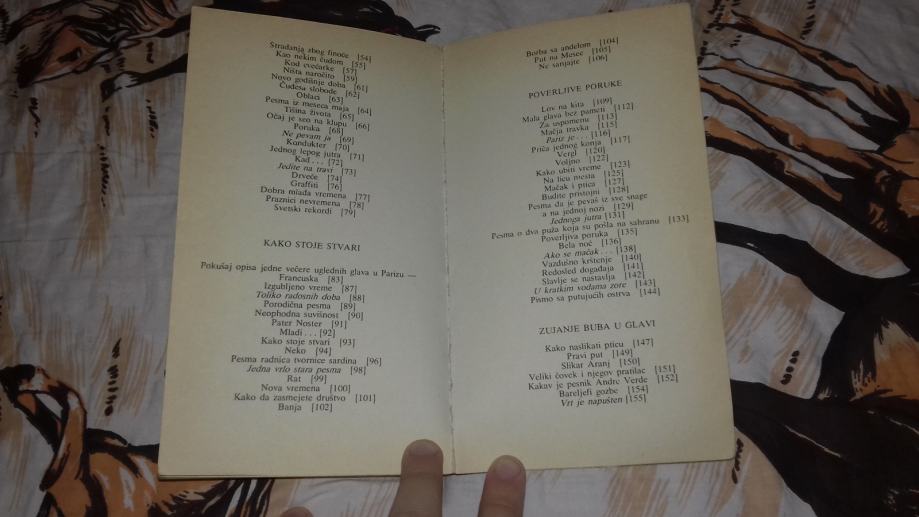 Stradanja zbog finoće [54]
Kao nekim čudom [55]
Kod cvećarke [57]
Ništa naročito [59]
Novo godišnje doba [61]
Čudesa slobode [62]
Oblaci [63]
Pesma iz meseca maja [64]
Tišina života [65]
Očaj je seo na klupu [66]
Poruka [68]
Ne pevam ja [69]
Kondukter [70]
Jednog lepog jutra [71]
Kad . . . [72]
Jedite na travi [73]
Drveće [74]
Graffiti [76]
Dobra mlada vremena [77]
Praznici nevremena [78]
Svetski rekordi [79]
KAKO STOJE STVARI
Pokušaj opisa jedne večere uglednih glava u Parizu —
Francuska [83]
Izgubljeno vreme [87]
Toliko radosnih doba [88]
Porodična pesma [89]
Neophodna suvišnost [90]
Pater Noster [91]
Mladi . . . [92]
Kako stoje stvari [93]
Neko [94]
Pesma radnica tvornice sardina [96]
Jedna vrlo stara pesma [98]
Rat [99]
Nova vremena [100]
Kako da zasmejete društvo [101]
Banja [102]
Borba sa anđelom [104]
Put na Mesec [105]
Ne sanjajte [106]
POVERLJIVE PORUKE
Lov na kita [109]
Mala glava bez pameti [112]
Za uspomenu [113]
Mačja travka [115]
Pariz je . . . [116]
Priča jednog konja [117]
Vergl [120]
Voljno [122]
Kako ubiti vreme [123]
Na licu mesta [125]
Mačak i ptica [127]
Budite pristojni [128]
Pesma da je pevaš iz sve snage
a na jednoj nozi [129]
Jednoga jutra [131]
Pesma o dva puža koja su pošla na sahranu [133]
Poverljiva poruka [135]
Bela noć [136]
Ako se mačak . . . [138]
Vazdušno krštenje [140]
Redosled događaja [141]
Slavlje se nastavlja [142]
U kratkim vodama zore [143]
Pismo sa putujućih ostrva [144]
ZUJANJE BUBA U GLAVI
Kako naslikati pticu [147]
Pravi put [149]
Slikar Aranj [150]
Veliki čovek i njegov pratilac [151]
Kakav je pesnik Andre Verde [152]
Bareljefi gozbe [154]
Vrt je napušten [155]